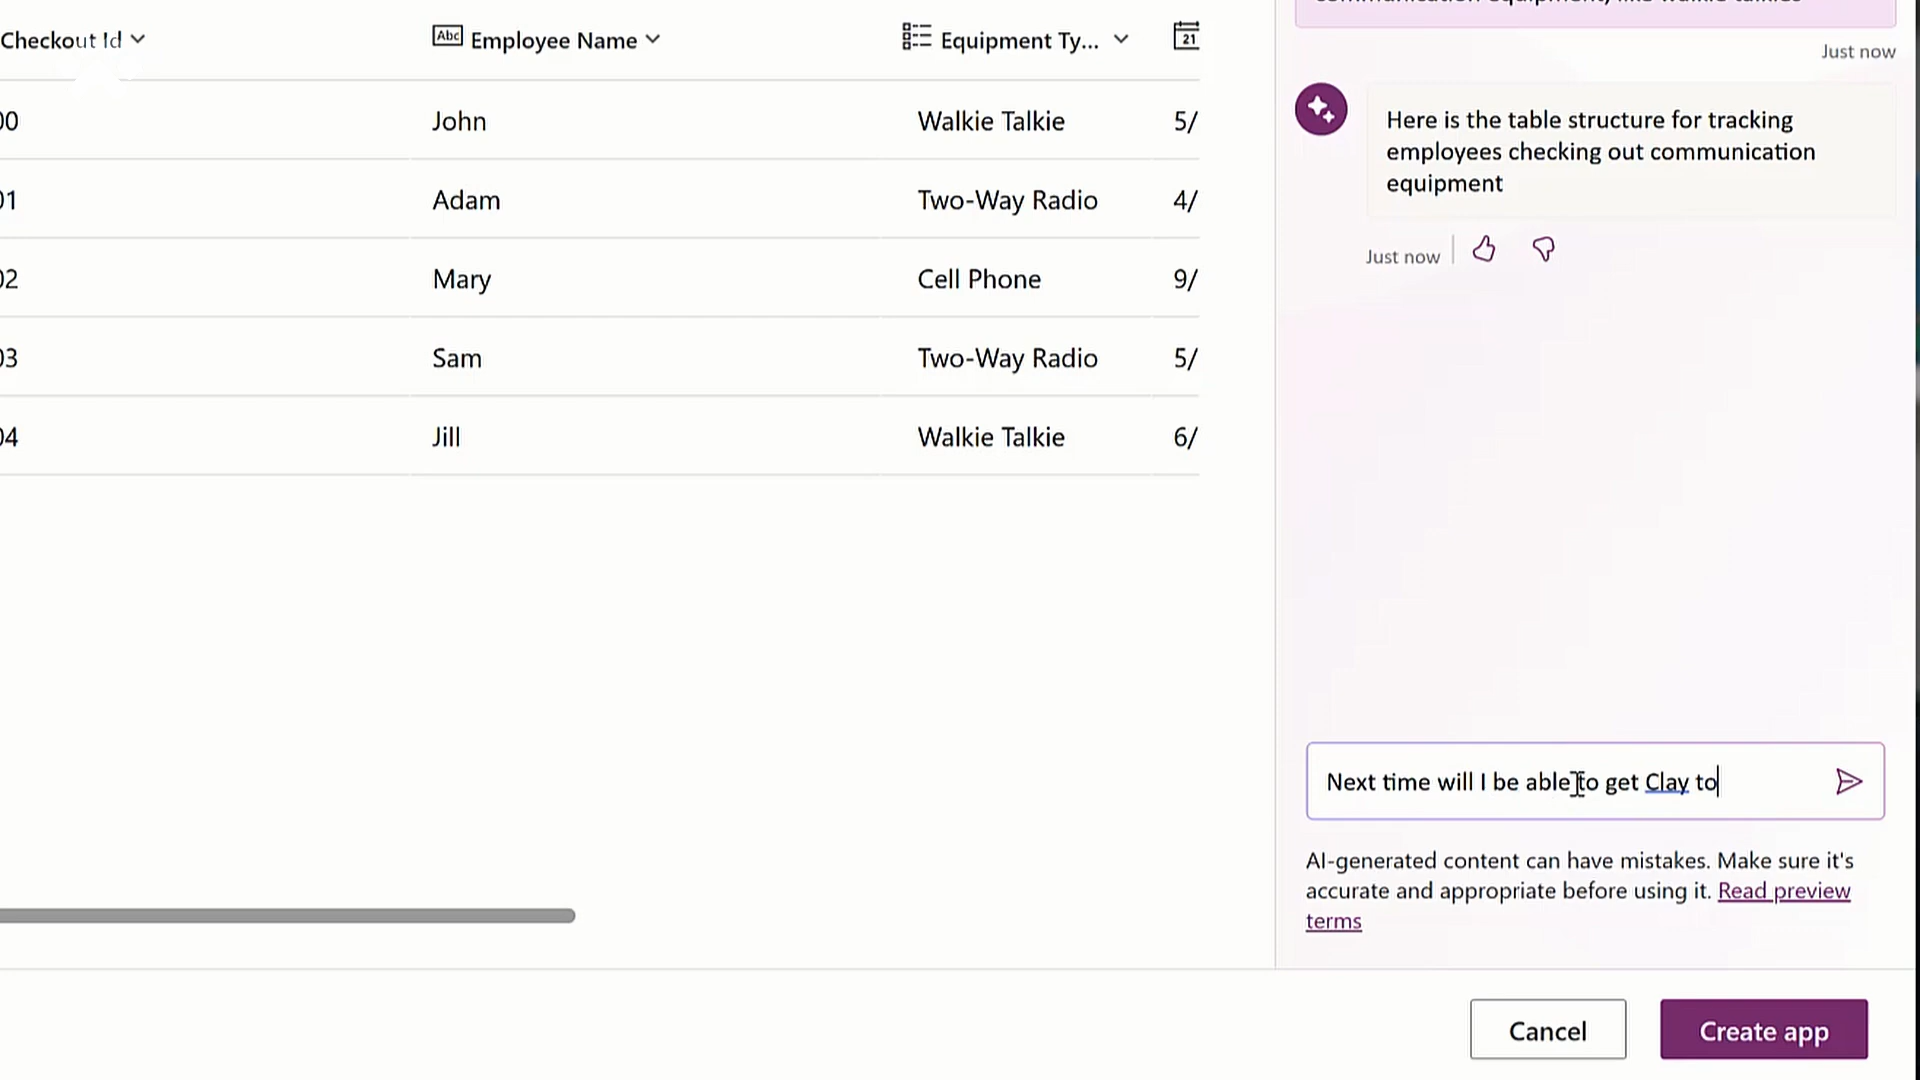 Checkout Id
Employee Name
Equipment Ty...
21
00
John
Walkie Talkie
5/
01
Adam
Two-Way Radio
4/
02
Mary
Cell Phone
9/
03
Sam
Two-Way Radio
5/
04
Jill
Walkie Talkie
6/
Just now
Here is the table structure for tracking
employees checking out communication
equipment
Just now
Next time will I be able to get Clay to
AI-generated content can have mistakes. Make sure it's
accurate and appropriate before using it. Read preview
terms
Cancel
Create app